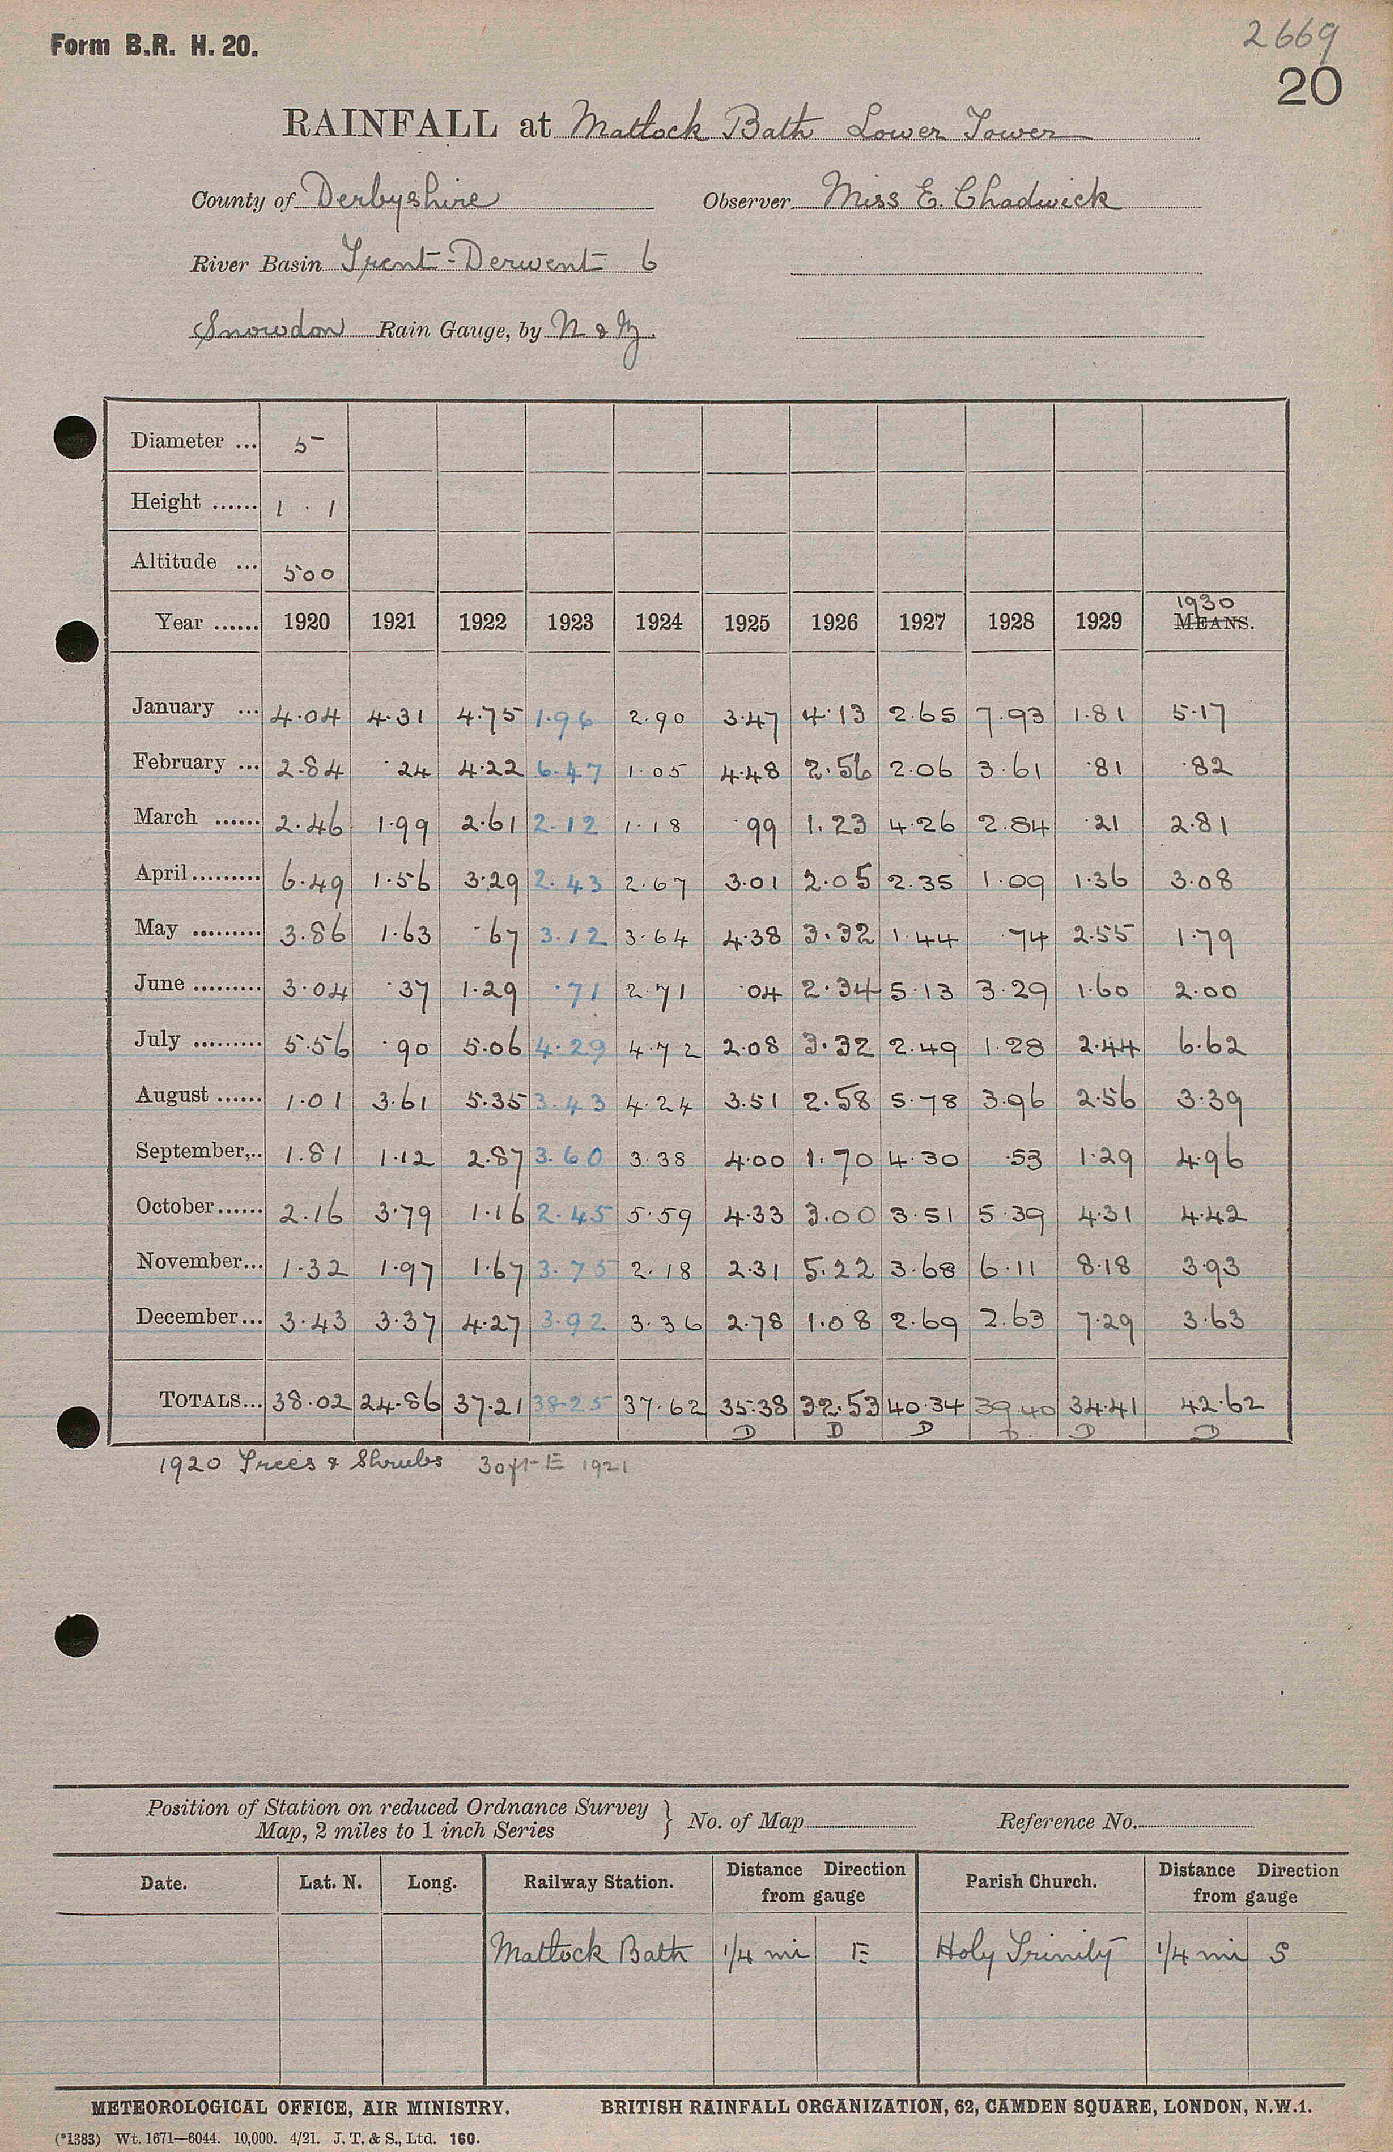 Form B.R. H. 20.
2669
20
RAINFALL at Matlock Bath Lower Tower
County of Derbyshire Observer Miss E. Chadwick
River Basin Trent-Derwent 6
Snowdon Rain Gauge, by N & Z.
Diameter ... 5
Height ...... 1 . 1
Altitude ... 500
1930
Year ...... 1920 1921 1922 1923 1924 1925 1926 1927 1928 1929 MEANS.
January ... 4.04 4.31 4.75 1.96 2.90 3.47 4.13 2.65 7.93 1.81 5.17
February ... 2.84 .24 4.22 6.47 1.05 4.48 2.56 2.06 3.61 .81 .82
March ...... 2.46 1.99 2.61 2.12 1.18 .99 1.23 4.26 2.84 .21 2.81
April ......... 6.49 1.56 3.29 2.43 2.67 3.01 2.05 2.35 1.09 1.36 3.08
May ......... 3.86 1.63 .67 3.12 3.64 4.38 3.32 1.44 .74 2.55 1.79
June ......... 3.04 .37 1.29 .71 2.71 .04 2.34 5.13 3.29 1.60 2.00
July ......... 5.56 .90 5.06 4.29 4.72 2.08 3.32 2.49 1.28 2.44 6.62
August ...... 1.01 3.61 5.35 3.43 4.24 3.51 2.58 5.78 3.96 2.56 3.39
September,.. 1.81 1.12 2.87 3.60 3.38 4.00 1.70 4.30 .53 1.29 4.96
October...... 2.16 3.79 1.16 2.45 5.59 4.33 3.00 3.51 5.39 4.31 4.42
November... 1.32 1.97 1.67 3.75 2.18 2.31 5.22 3.68 6.11 8.18 3.93
December... 3.43 3.37 4.27 3.92 3.36 2.78 1.08 2.69 2.63 7.29 3.63
TOTALS... 38.02 24.86 37.21 38.25 37.62 35.38 32.53 40.34 39.40 34.41 42.62
D D D D D D
1920 Trees & Shrubs 30ft E 1921
Position of Station on reduced Ordnance Survey
Map, 2 miles to 1 inch Series } No. of Map Reference No.
Date. Lat. N. Long. Railway Station. Distance Direction from gauge Parish Church. Distance Direction from gauge
Matlock Bath 1/4 mi E Holy Trinity 1/4 mi S
METEOROLOGICAL OFFICE, AIR MINISTRY. BRITISH RAINFALL ORGANIZATION, 62, CAMDEN SQUARE, LONDON, N.W.1.
(*1383) Wt. 1671—6044. 10,000. 4/21. J. T. & S., Ltd. 160.